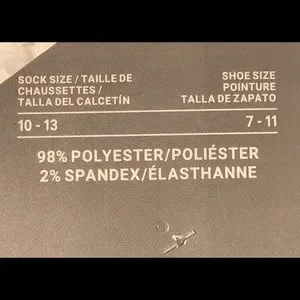 SOCK SIZE / TAILLE DE
CHAUSSETTES /
TALLA DEL CALCETÍN
SHOE SIZE
POINTURE
TALLA DE ZAPATO
10 - 13
7 - 11
98% POLYESTER/POLIÉSTER
2% SPANDEX/ÉLASTHANNE